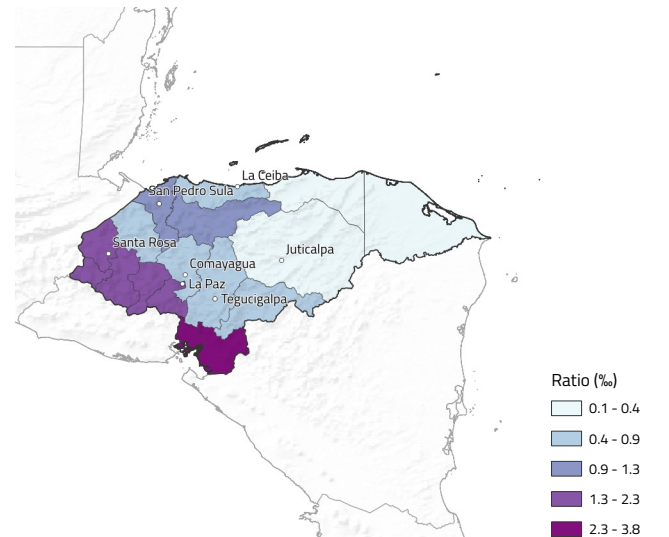 La Ceiba
San Pedro Sula
Santa Rosa
Juticalpa
Comayagua
La Paz
Tegucigalpa
Ratio (‰)
0.1 - 0.4
0.4 - 0.9
0.9 - 1.3
1.3 - 2.3
2.3 - 3.8